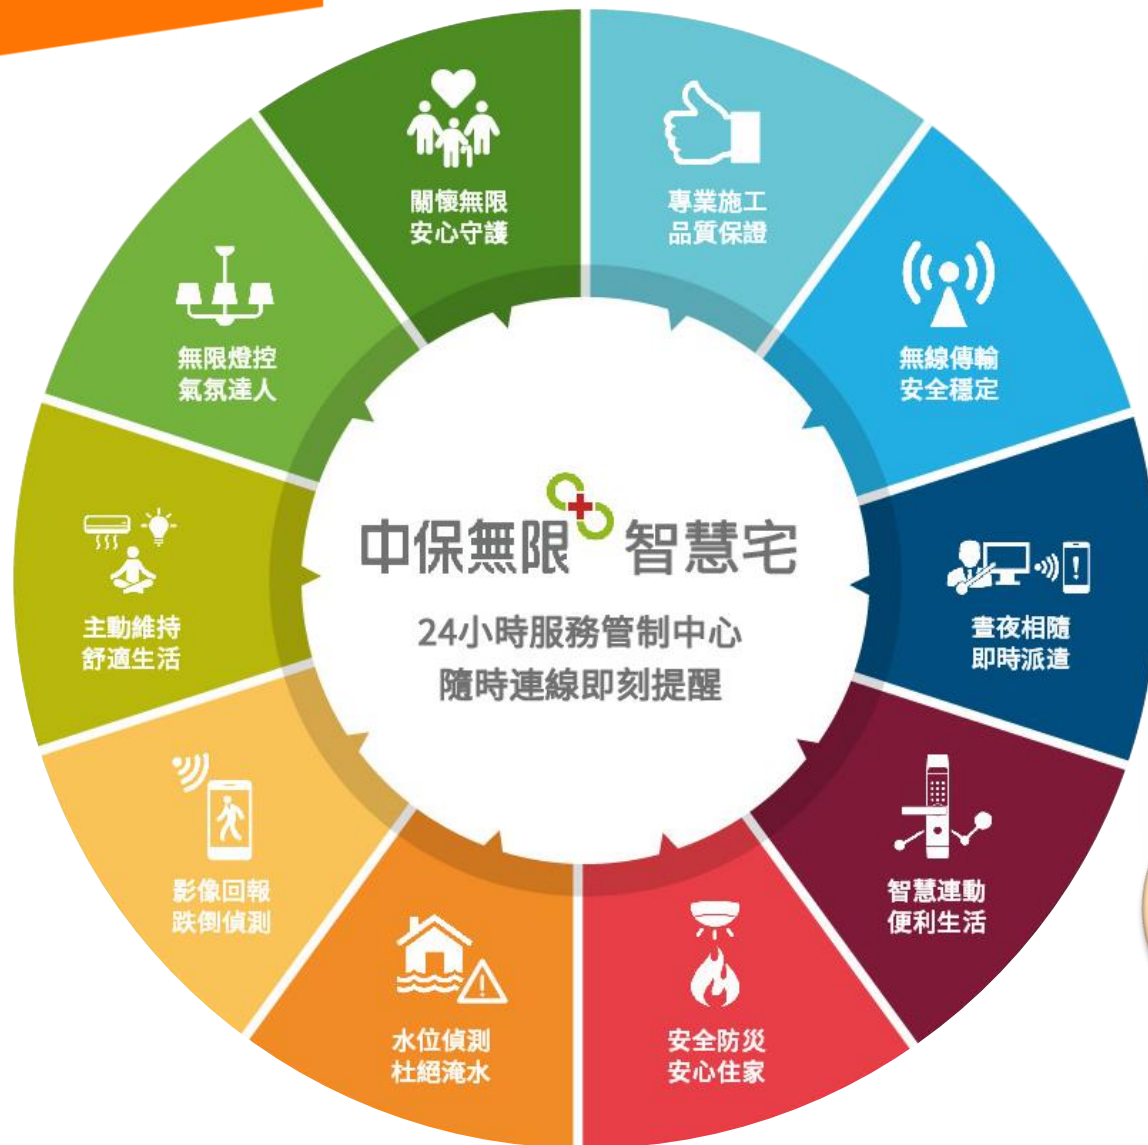 關懷無限
安心守護
專業施工
品質保證
無線傳輸
安全穩定
晝夜相隨
即時派遣
智慧連動
便利生活
安全防災
安心住家
水位偵測
杜絕淹水
影像回報
跌倒偵測
主動維持
舒適生活
無限燈控
氣氛達人
中保無限 智慧宅
24小時服務管制中心
隨時連線即刻提醒